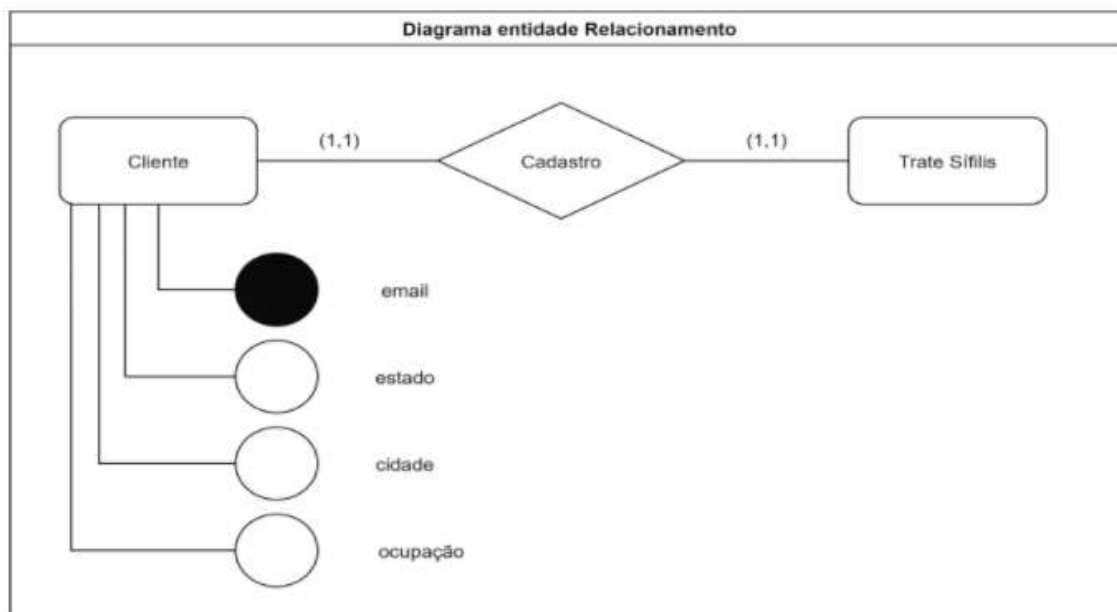 Diagrama entidade Relacionamento
Cliente
(1,1)
Cadastro
(1,1)
Trate Sífilis
email
estado
cidade
ocupação